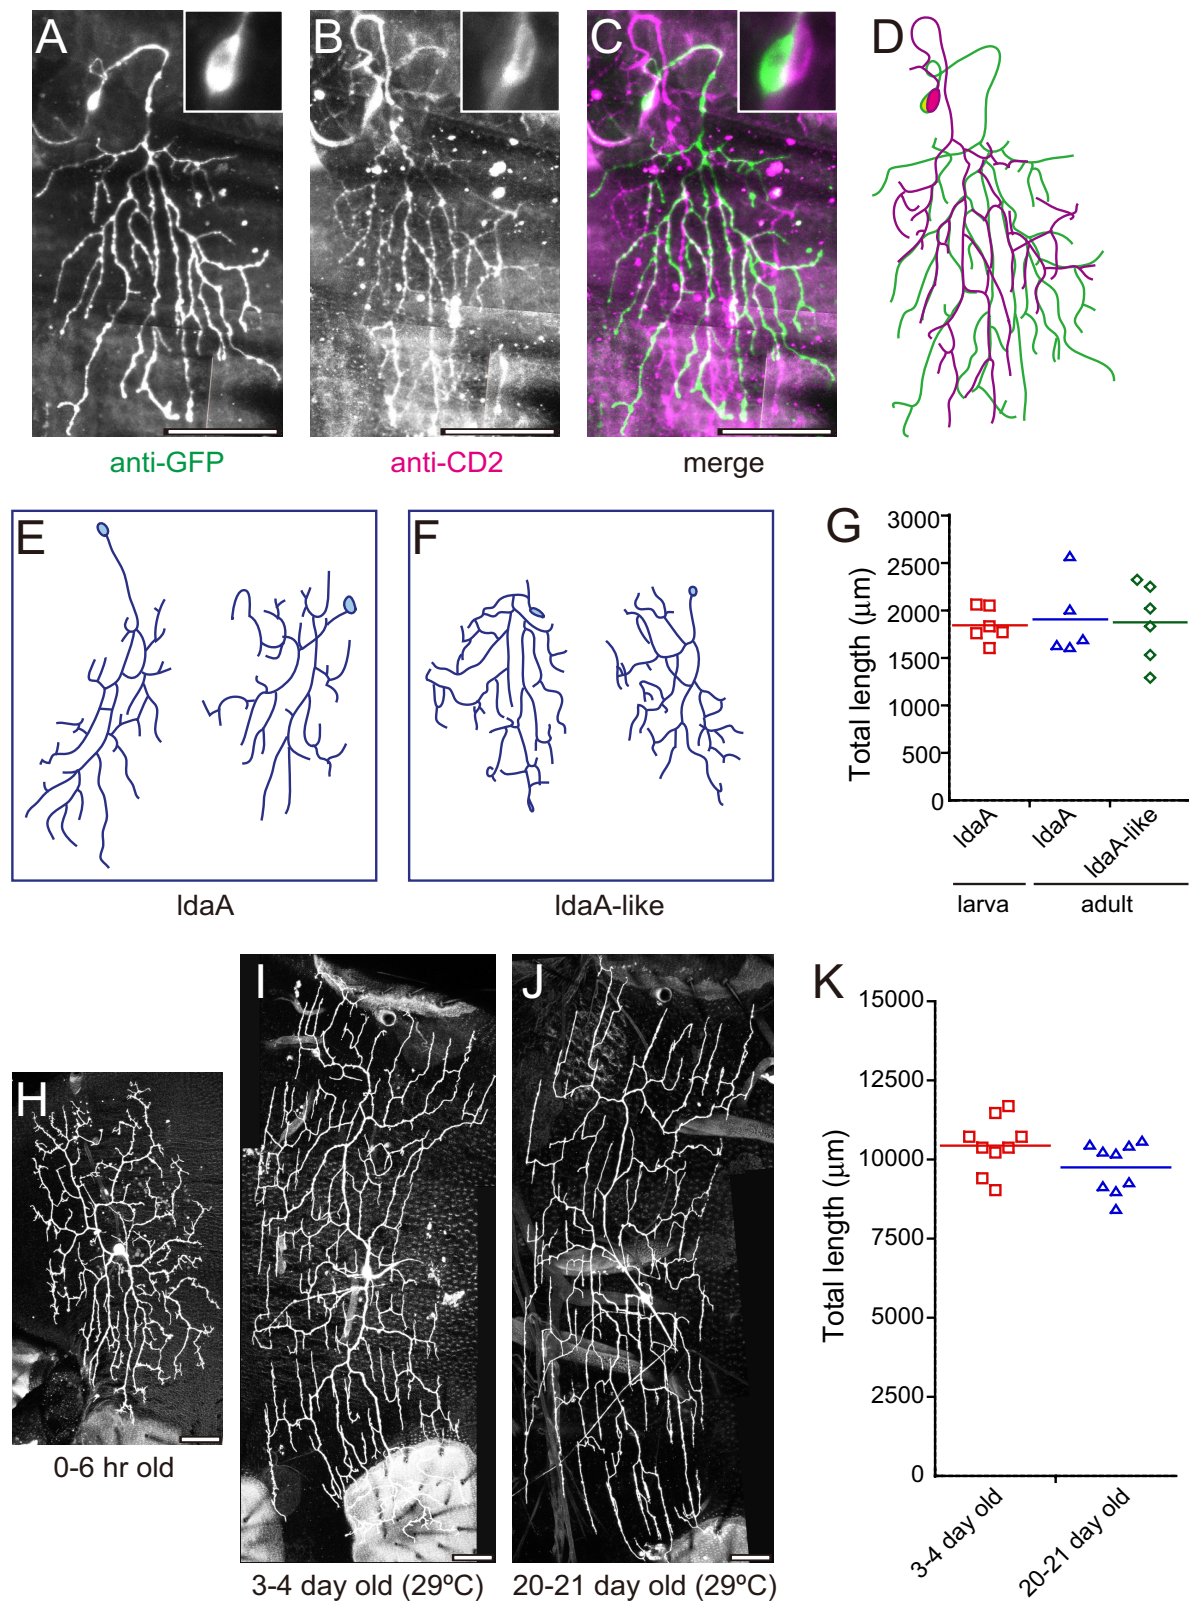 A
B
C
D
anti-GFP
anti-CD2
merge
E
F
G
ldaA
ldaA-like
Total length (μm)
3000
2500
2000
1500
1000
500
0
ldaA
ldaA
ldaA-like
larva
adult
H
I
J
K
0-6 hr old
3-4 day old (29ºC)
20-21 day old (29ºC)
Total length (μm)
15000
12500
10000
7500
5000
2500
0
3-4 day old
20-21 day old